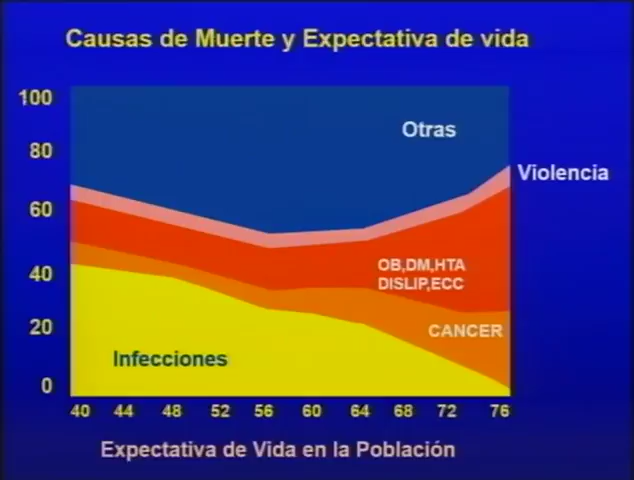 Causas de Muerte y Expectativa de vida
100
80
60
40
20
0
Otras
Violencia
OB,DM,HTA
DISLIP,ECC
CANCER
Infecciones
40 44 48 52 56 60 64 68 72 76
Expectativa de Vida en la Población